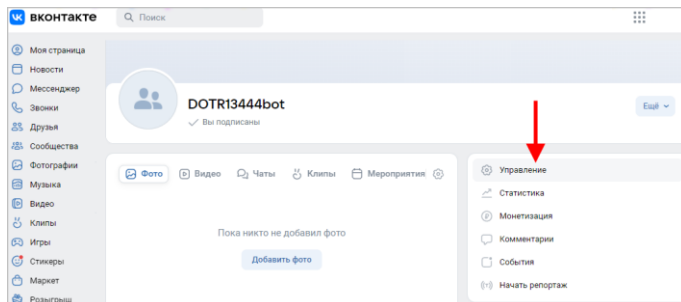 ВКОНТАКТЕ
Поиск
Моя страница
Новости
Мессенджер
Звонки
Друзья
Сообщества
Фотографии
Музыка
Видео
Клипы
Игры
Стикеры
Маркет
Розыгрыш
DOTR13444bot
Вы подписаны
Ещё
Фото Видео Чаты Клипы Мероприятия
Пока никто не добавил фото
Добавить фото
Управление
Статистика
Монетизация
Комментарии
События
Начать репортаж